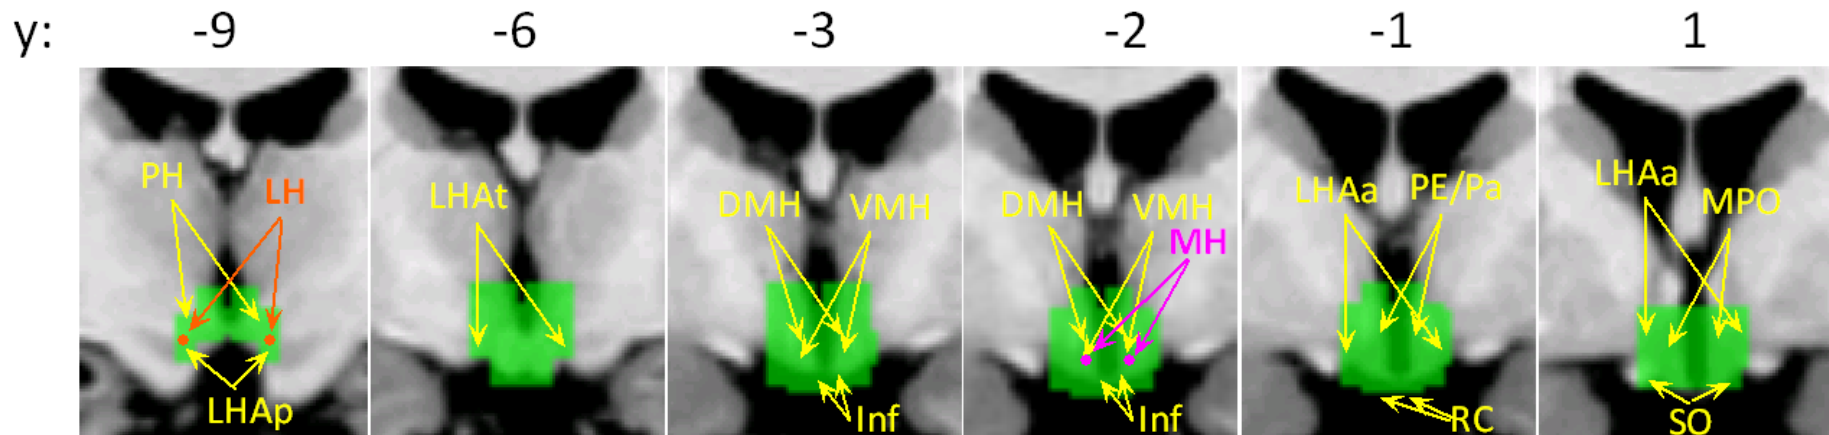 y: -9 -6 -3 -2 -1 1
PH LH LHAp
LHAt
DMH VMH Inf
DMH VMH MH Inf
LHAa PE/Pa RC
LHAa MPO SO